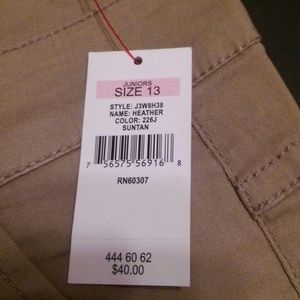 JUNIORS
SIZE 13
STYLE: J3W8H38
NAME: HEATHER
COLOR: 226J
SUNTAN
7 56575 56916 8
RN60307
444 60 62
$40.00